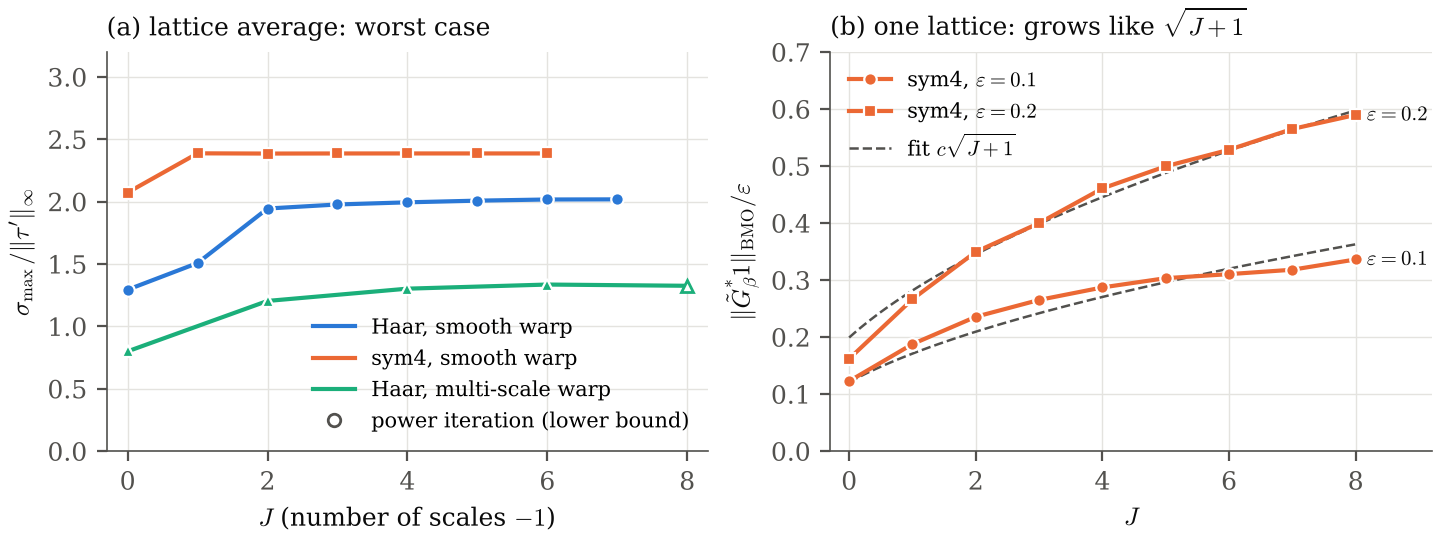 (a) lattice average: worst case
3.0
2.5
2.0
1.5
1.0
0.5
0.0
σmax / ||τ′||∞
Haar, smooth warp
sym4, smooth warp
Haar, multi-scale warp
power iteration (lower bound)
0 2 4 6 8
J (number of scales −1)
(b) one lattice: grows like √J + 1
0.7
0.6
0.5
0.4
0.3
0.2
0.1
0.0
||G̃*β1||BMO/ε
sym4, ε = 0.1
sym4, ε = 0.2
fit c√J + 1
ε = 0.2
ε = 0.1
0 2 4 6 8
J